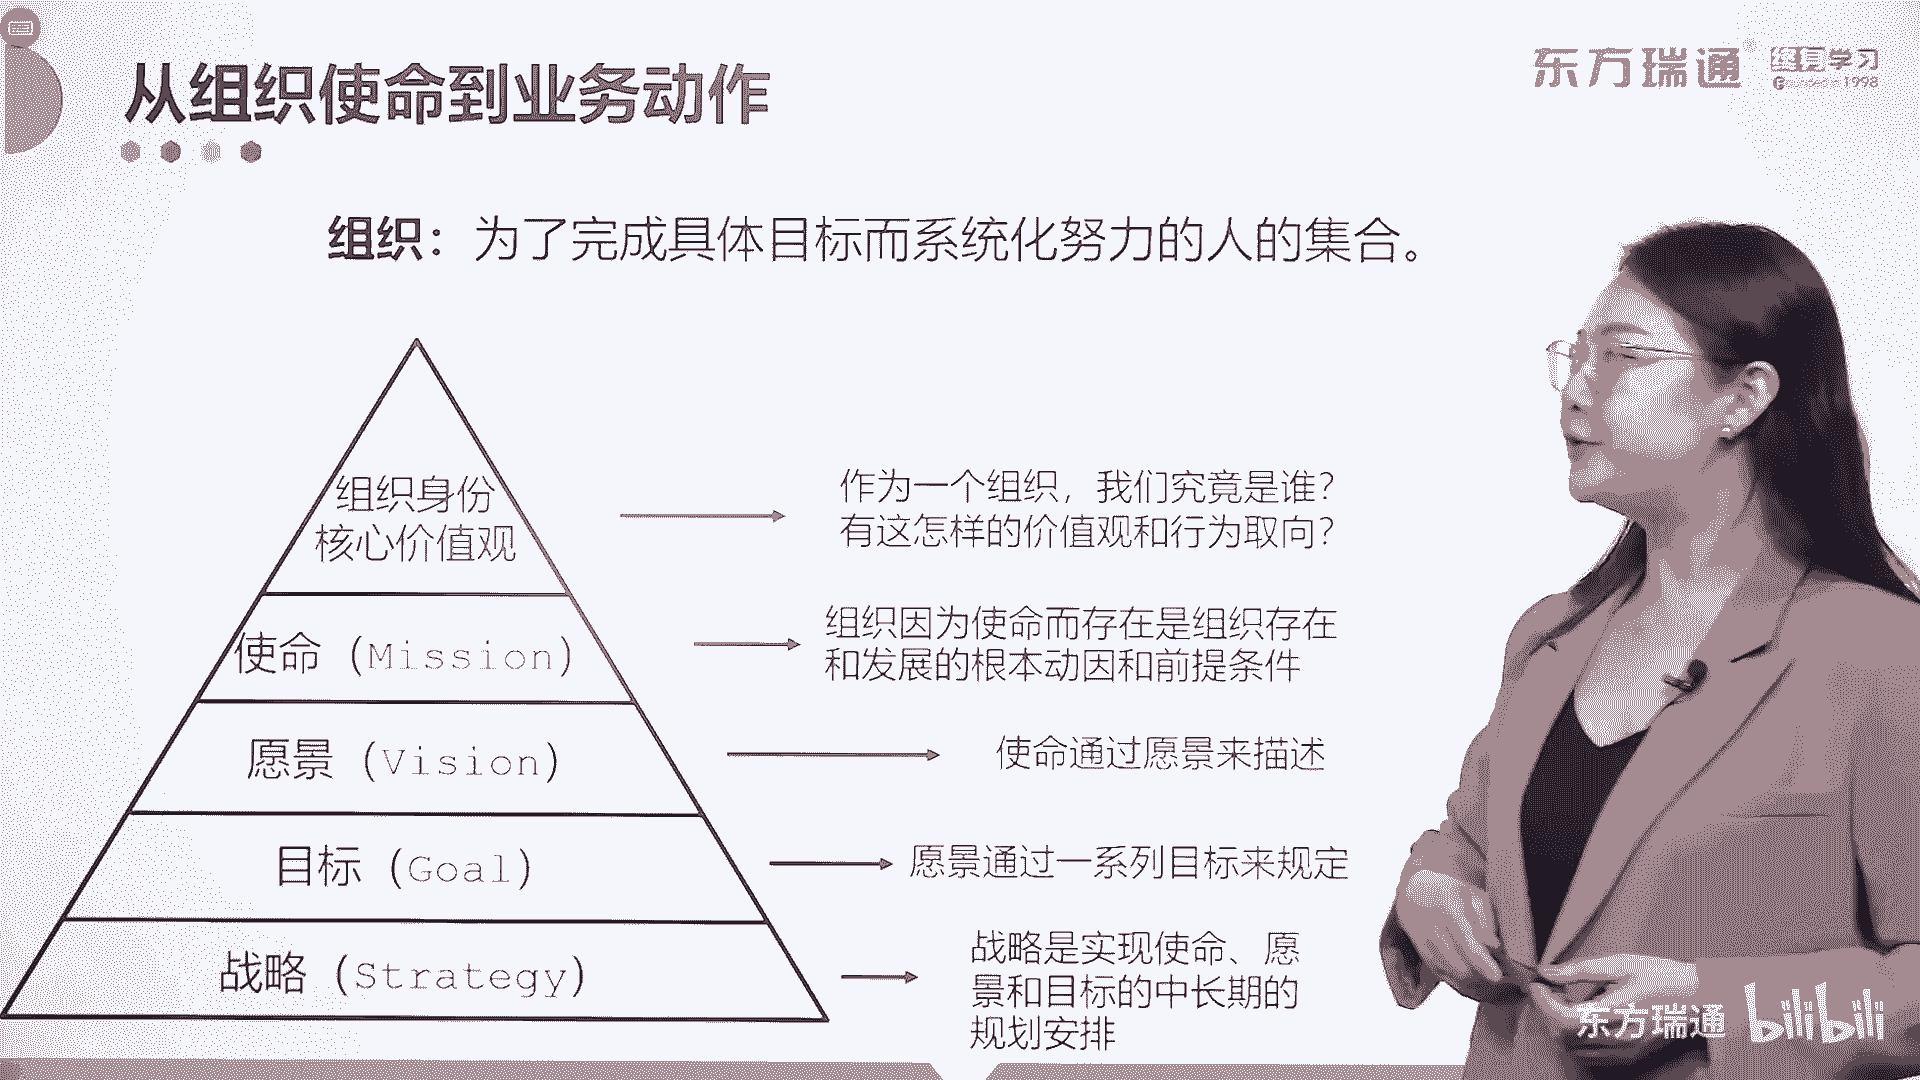 从组织使命到业务动作
东方瑞通
终身学习
1998
组织：为了完成具体目标而系统化努力的人的集合。
组织身份
核心价值观
作为一个组织，我们究竟是谁？
有这怎样的价值观和行为取向？
使命（Mission）
组织因为使命而存在是组织存在
和发展的根本动因和前提条件
愿景（Vision）
使命通过愿景来描述
目标（Goal）
愿景通过一系列目标来规定
战略（Strategy）
战略是实现使命、愿
景和目标的中长期的
规划安排
东方瑞通 bilibili